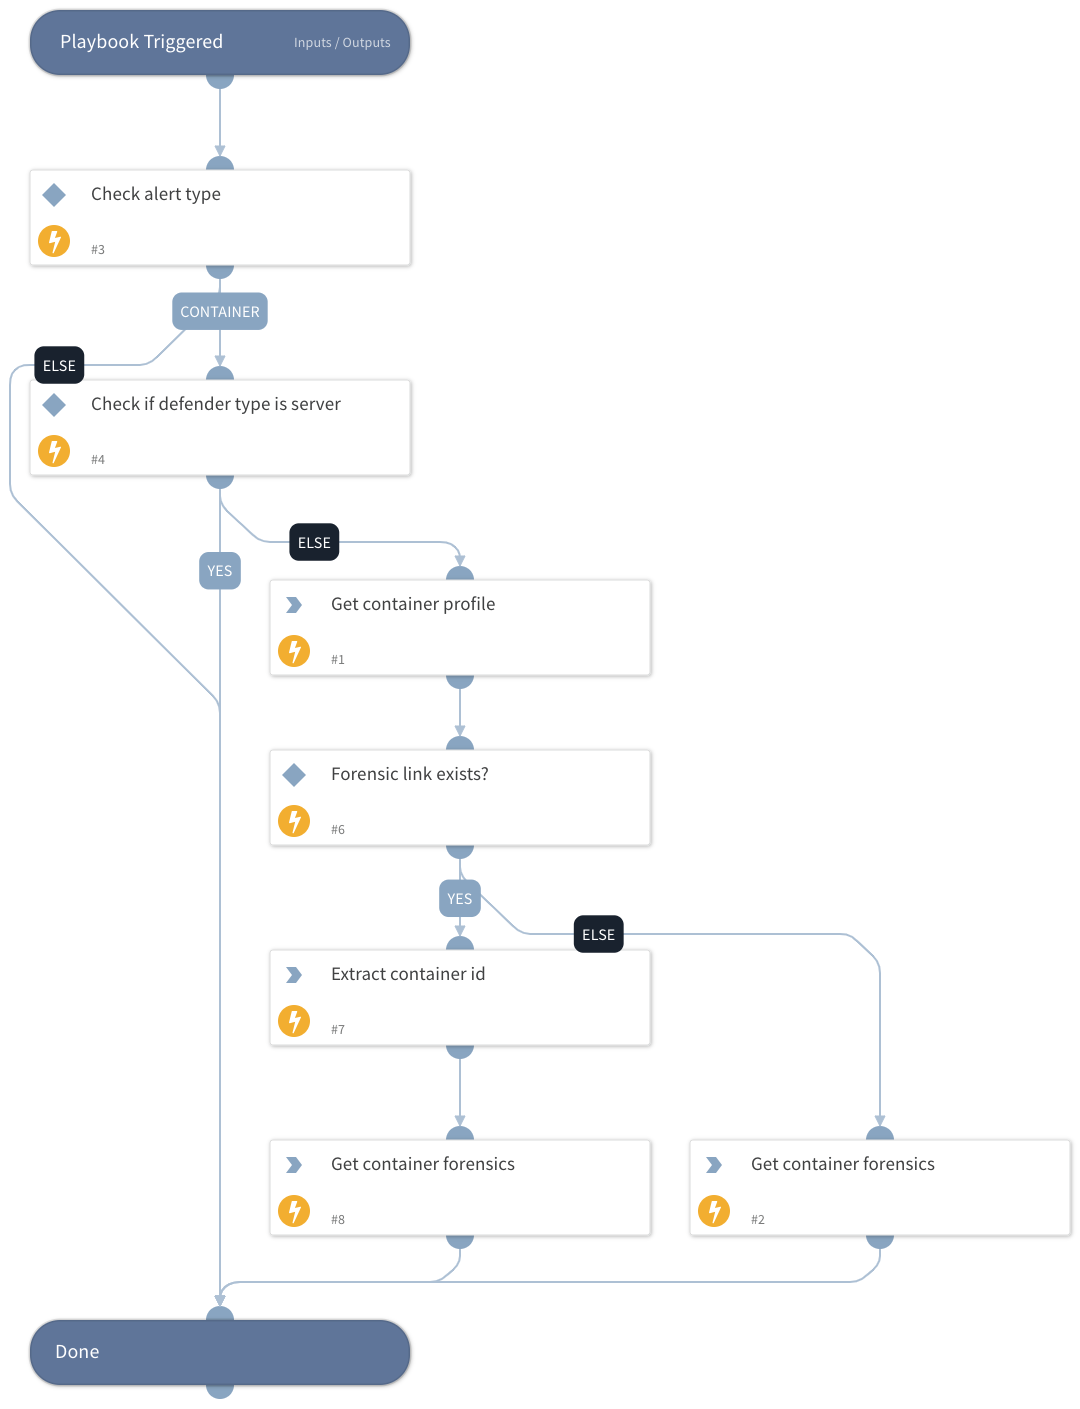 Playbook Triggered
Inputs / Outputs
Check alert type
#3
CONTAINER
ELSE
Check if defender type is server
#4
ELSE
YES
Get container profile
#1
Forensic link exists?
#6
YES
ELSE
Extract container id
#7
Get container forensics
#8
Get container forensics
#2
Done